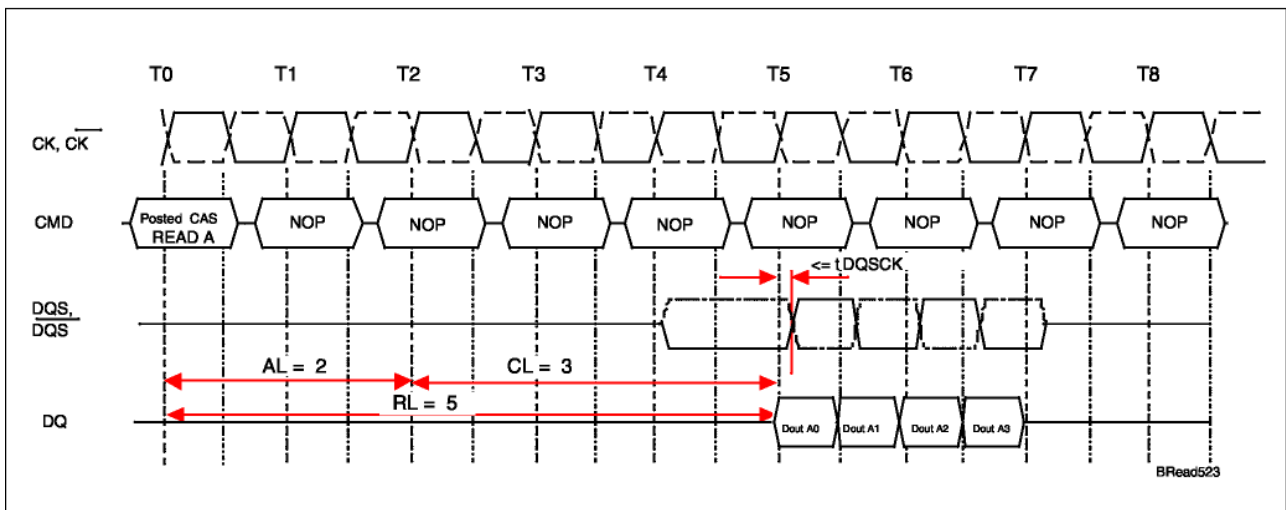 T0 T1 T2 T3 T4 T5 T6 T7 T8
CK, CK
CMD
Posted CAS
READ A
NOP NOP NOP NOP NOP NOP NOP NOP
<= tDQSCK
DQS,
DQS
AL = 2
CL = 3
RL = 5
DQ
Dout A0 Dout A1 Dout A2 Dout A3
BRead523